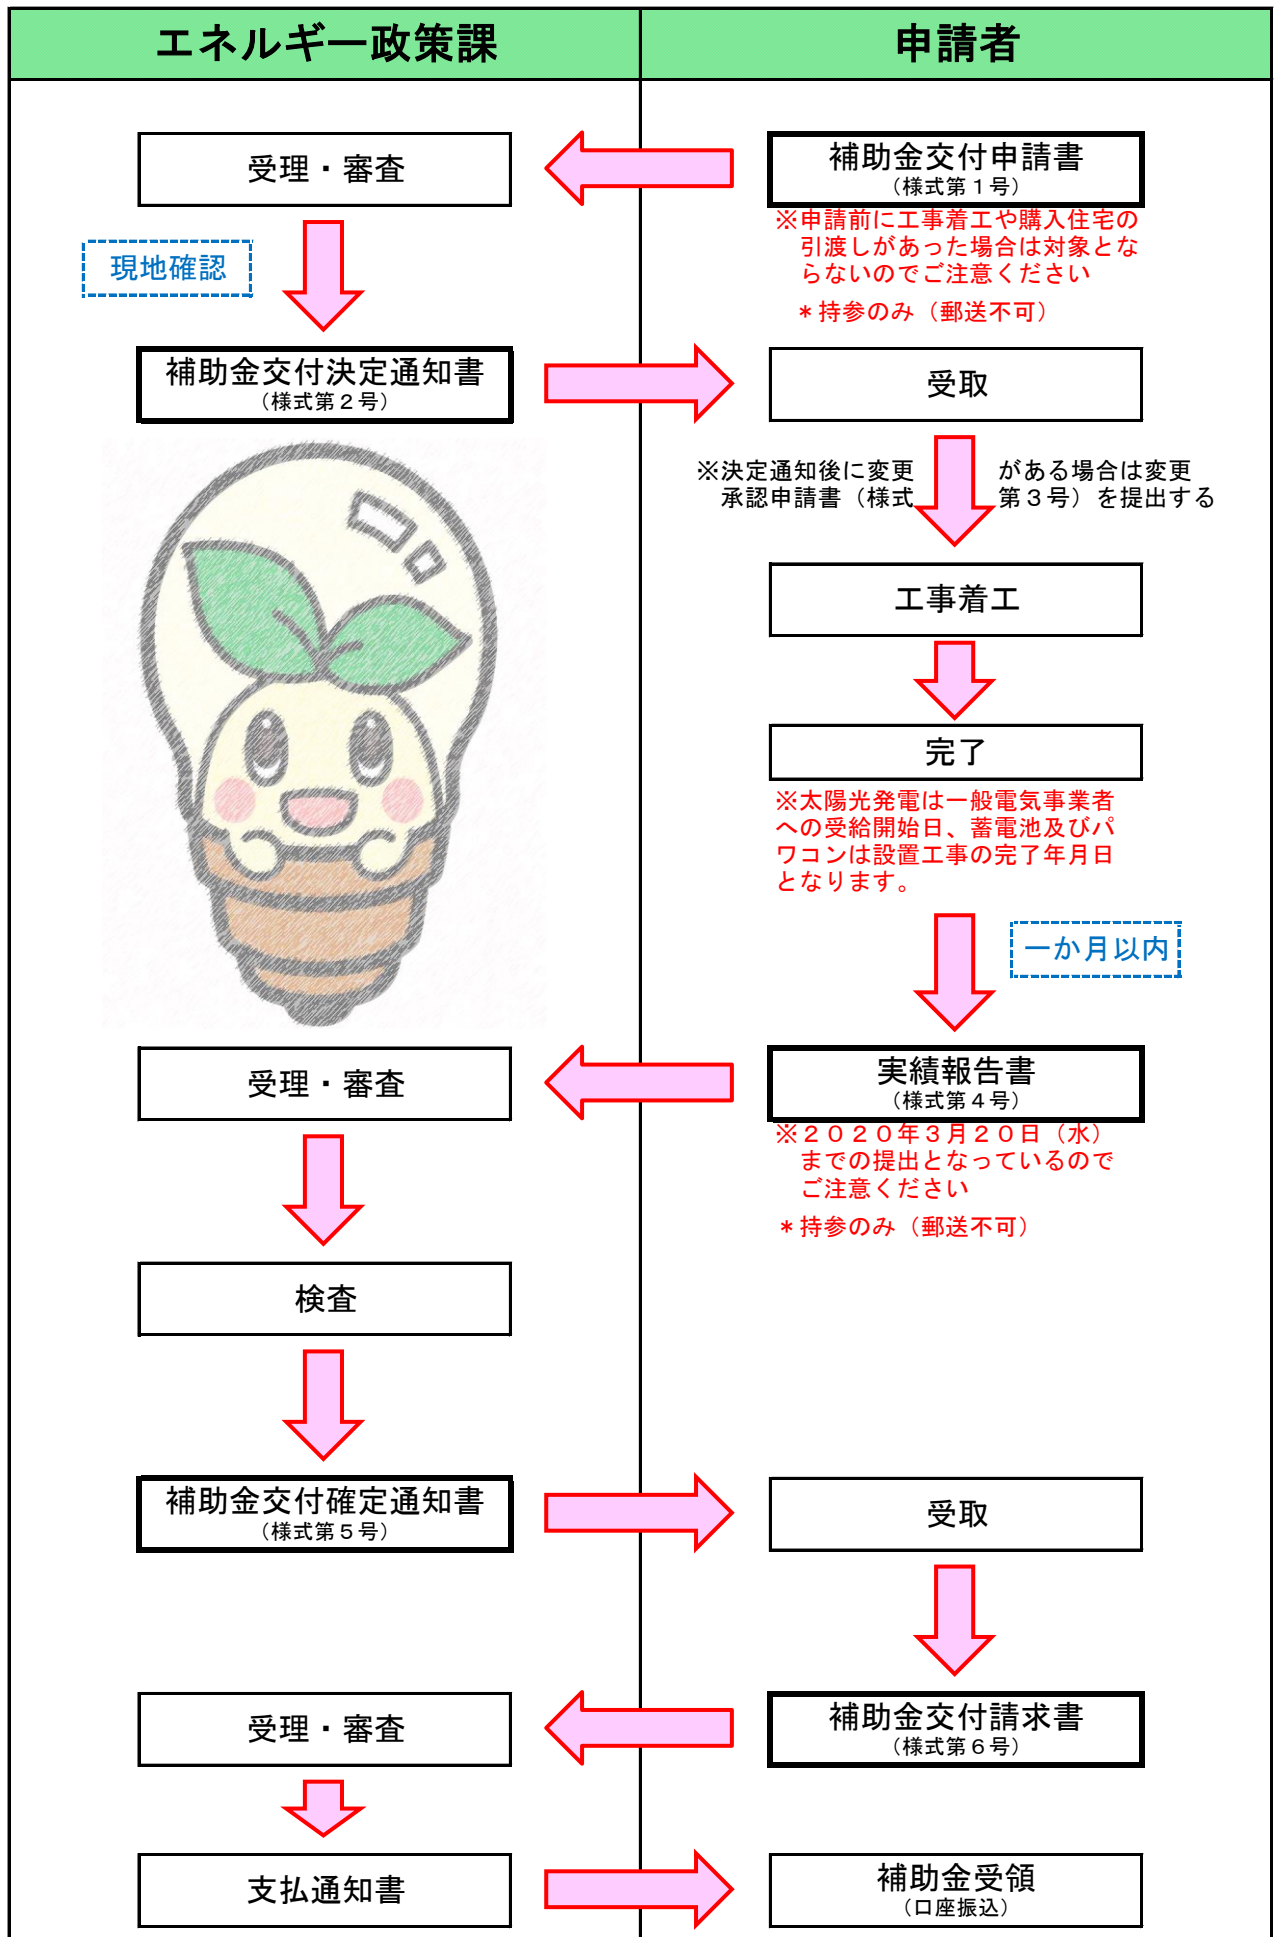 エネルギー政策課
申請者
受理・審査
補助金交付申請書
（様式第１号）
※申請前に工事着工や購入住宅の
引渡しがあった場合は対象とな
らないのでご注意ください
＊持参のみ（郵送不可）
現地確認
補助金交付決定通知書
（様式第２号）
受取
※決定通知後に変更 がある場合は変更
承認申請書（様式 第３号）を提出する
工事着工
完了
※太陽光発電は一般電気事業者
への受給開始日、蓄電池及びパ
ワコンは設置工事の完了年月日
となります。
一か月以内
受理・審査
実績報告書
（様式第４号）
※２０２０年３月２０日（水）
までの提出となっているので
ご注意ください
＊持参のみ（郵送不可）
検査
補助金交付確定通知書
（様式第５号）
受取
受理・審査
補助金交付請求書
（様式第６号）
支払通知書
補助金受領
（口座振込）